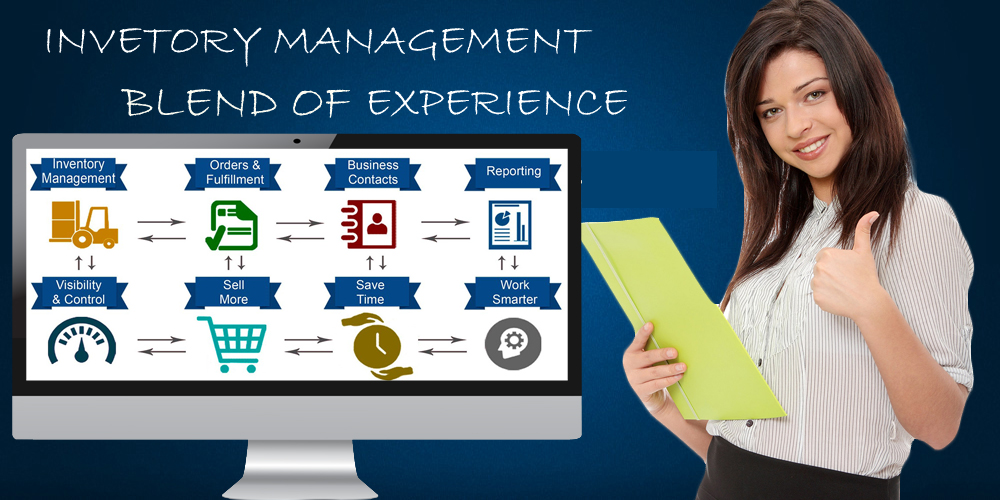 INVETORY MANAGEMENT
BLEND OF EXPERIENCE
Inventory
Management
Orders &
Fulfillment
Business
Contacts
Reporting
Visibility
& Control
Sell
More
Save
Time
Work
Smarter